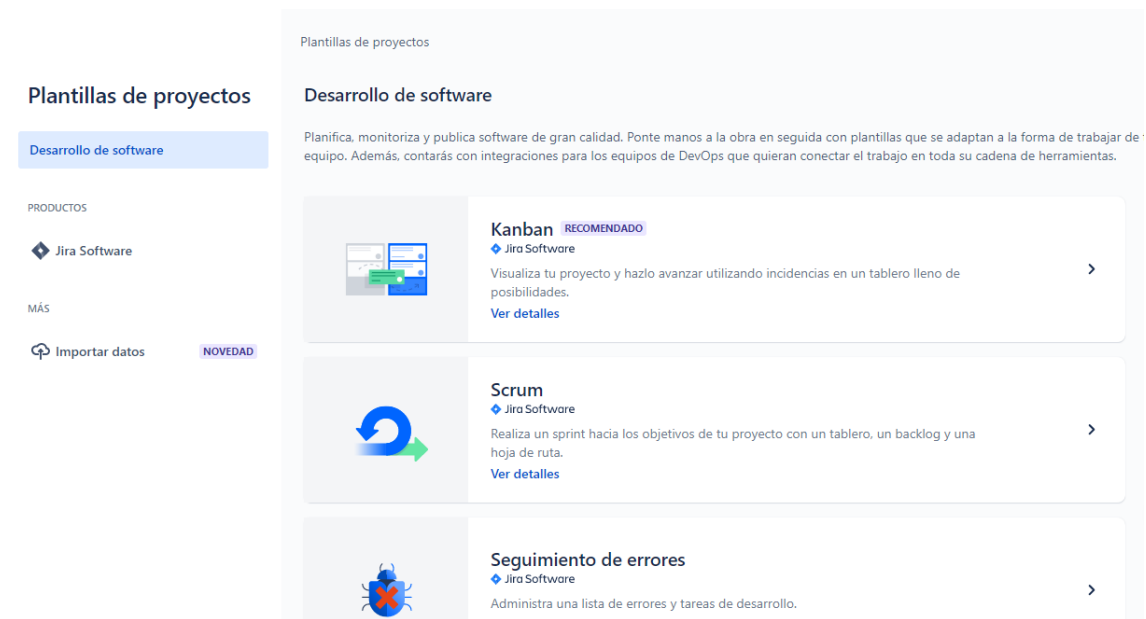 Plantillas de proyectos
Desarrollo de software
PRODUCTOS
Jira Software
MÁS
Importar datos NOVEDAD
Plantillas de proyectos
Desarrollo de software
Planifica, monitoriza y publica software de gran calidad. Ponte manos a la obra en seguida con plantillas que se adaptan a la forma de trabajar de
equipo. Además, contarás con integraciones para los equipos de DevOps que quieran conectar el trabajo en toda su cadena de herramientas.
Kanban RECOMENDADO
Jira Software
Visualiza tu proyecto y hazlo avanzar utilizando incidencias en un tablero lleno de
posibilidades.
Ver detalles
Scrum
Jira Software
Realiza un sprint hacia los objetivos de tu proyecto con un tablero, un backlog y una
hoja de ruta.
Ver detalles
Seguimiento de errores
Jira Software
Administra una lista de errores y tareas de desarrollo.